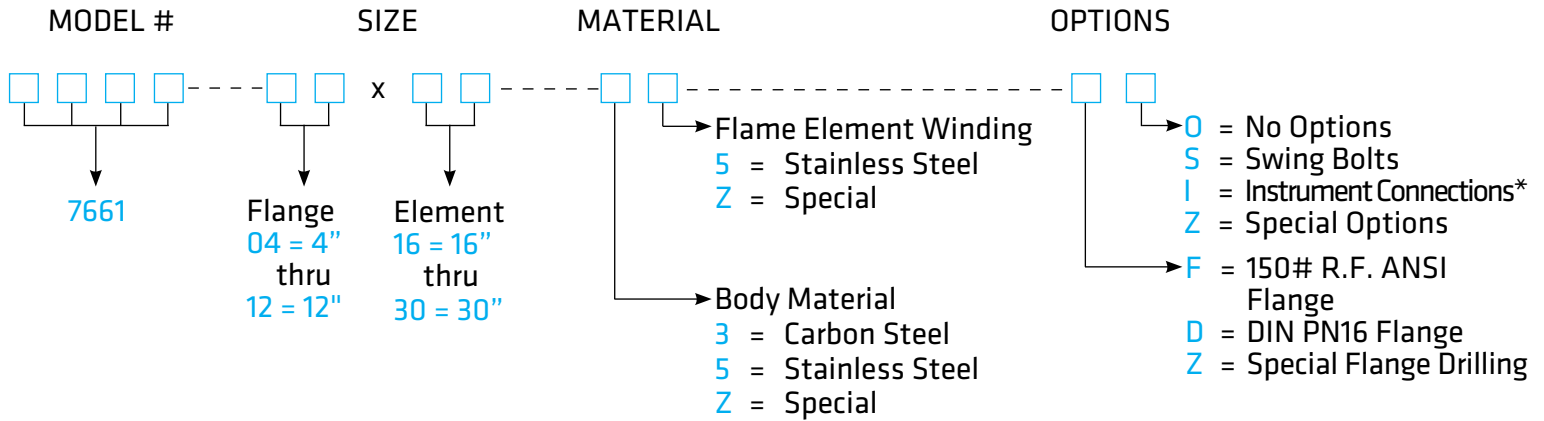 MODEL # SIZE MATERIAL OPTIONS
x
7661
Flange
04 = 4”
thru
12 = 12"
Element
16 = 16”
thru
30 = 30”
Flame Element Winding
5 = Stainless Steel
Z = Special
Body Material
3 = Carbon Steel
5 = Stainless Steel
Z = Special
O = No Options
S = Swing Bolts
I = Instrument Connections*
Z = Special Options
F = 150# R.F. ANSI
Flange
D = DIN PN16 Flange
Z = Special Flange Drilling